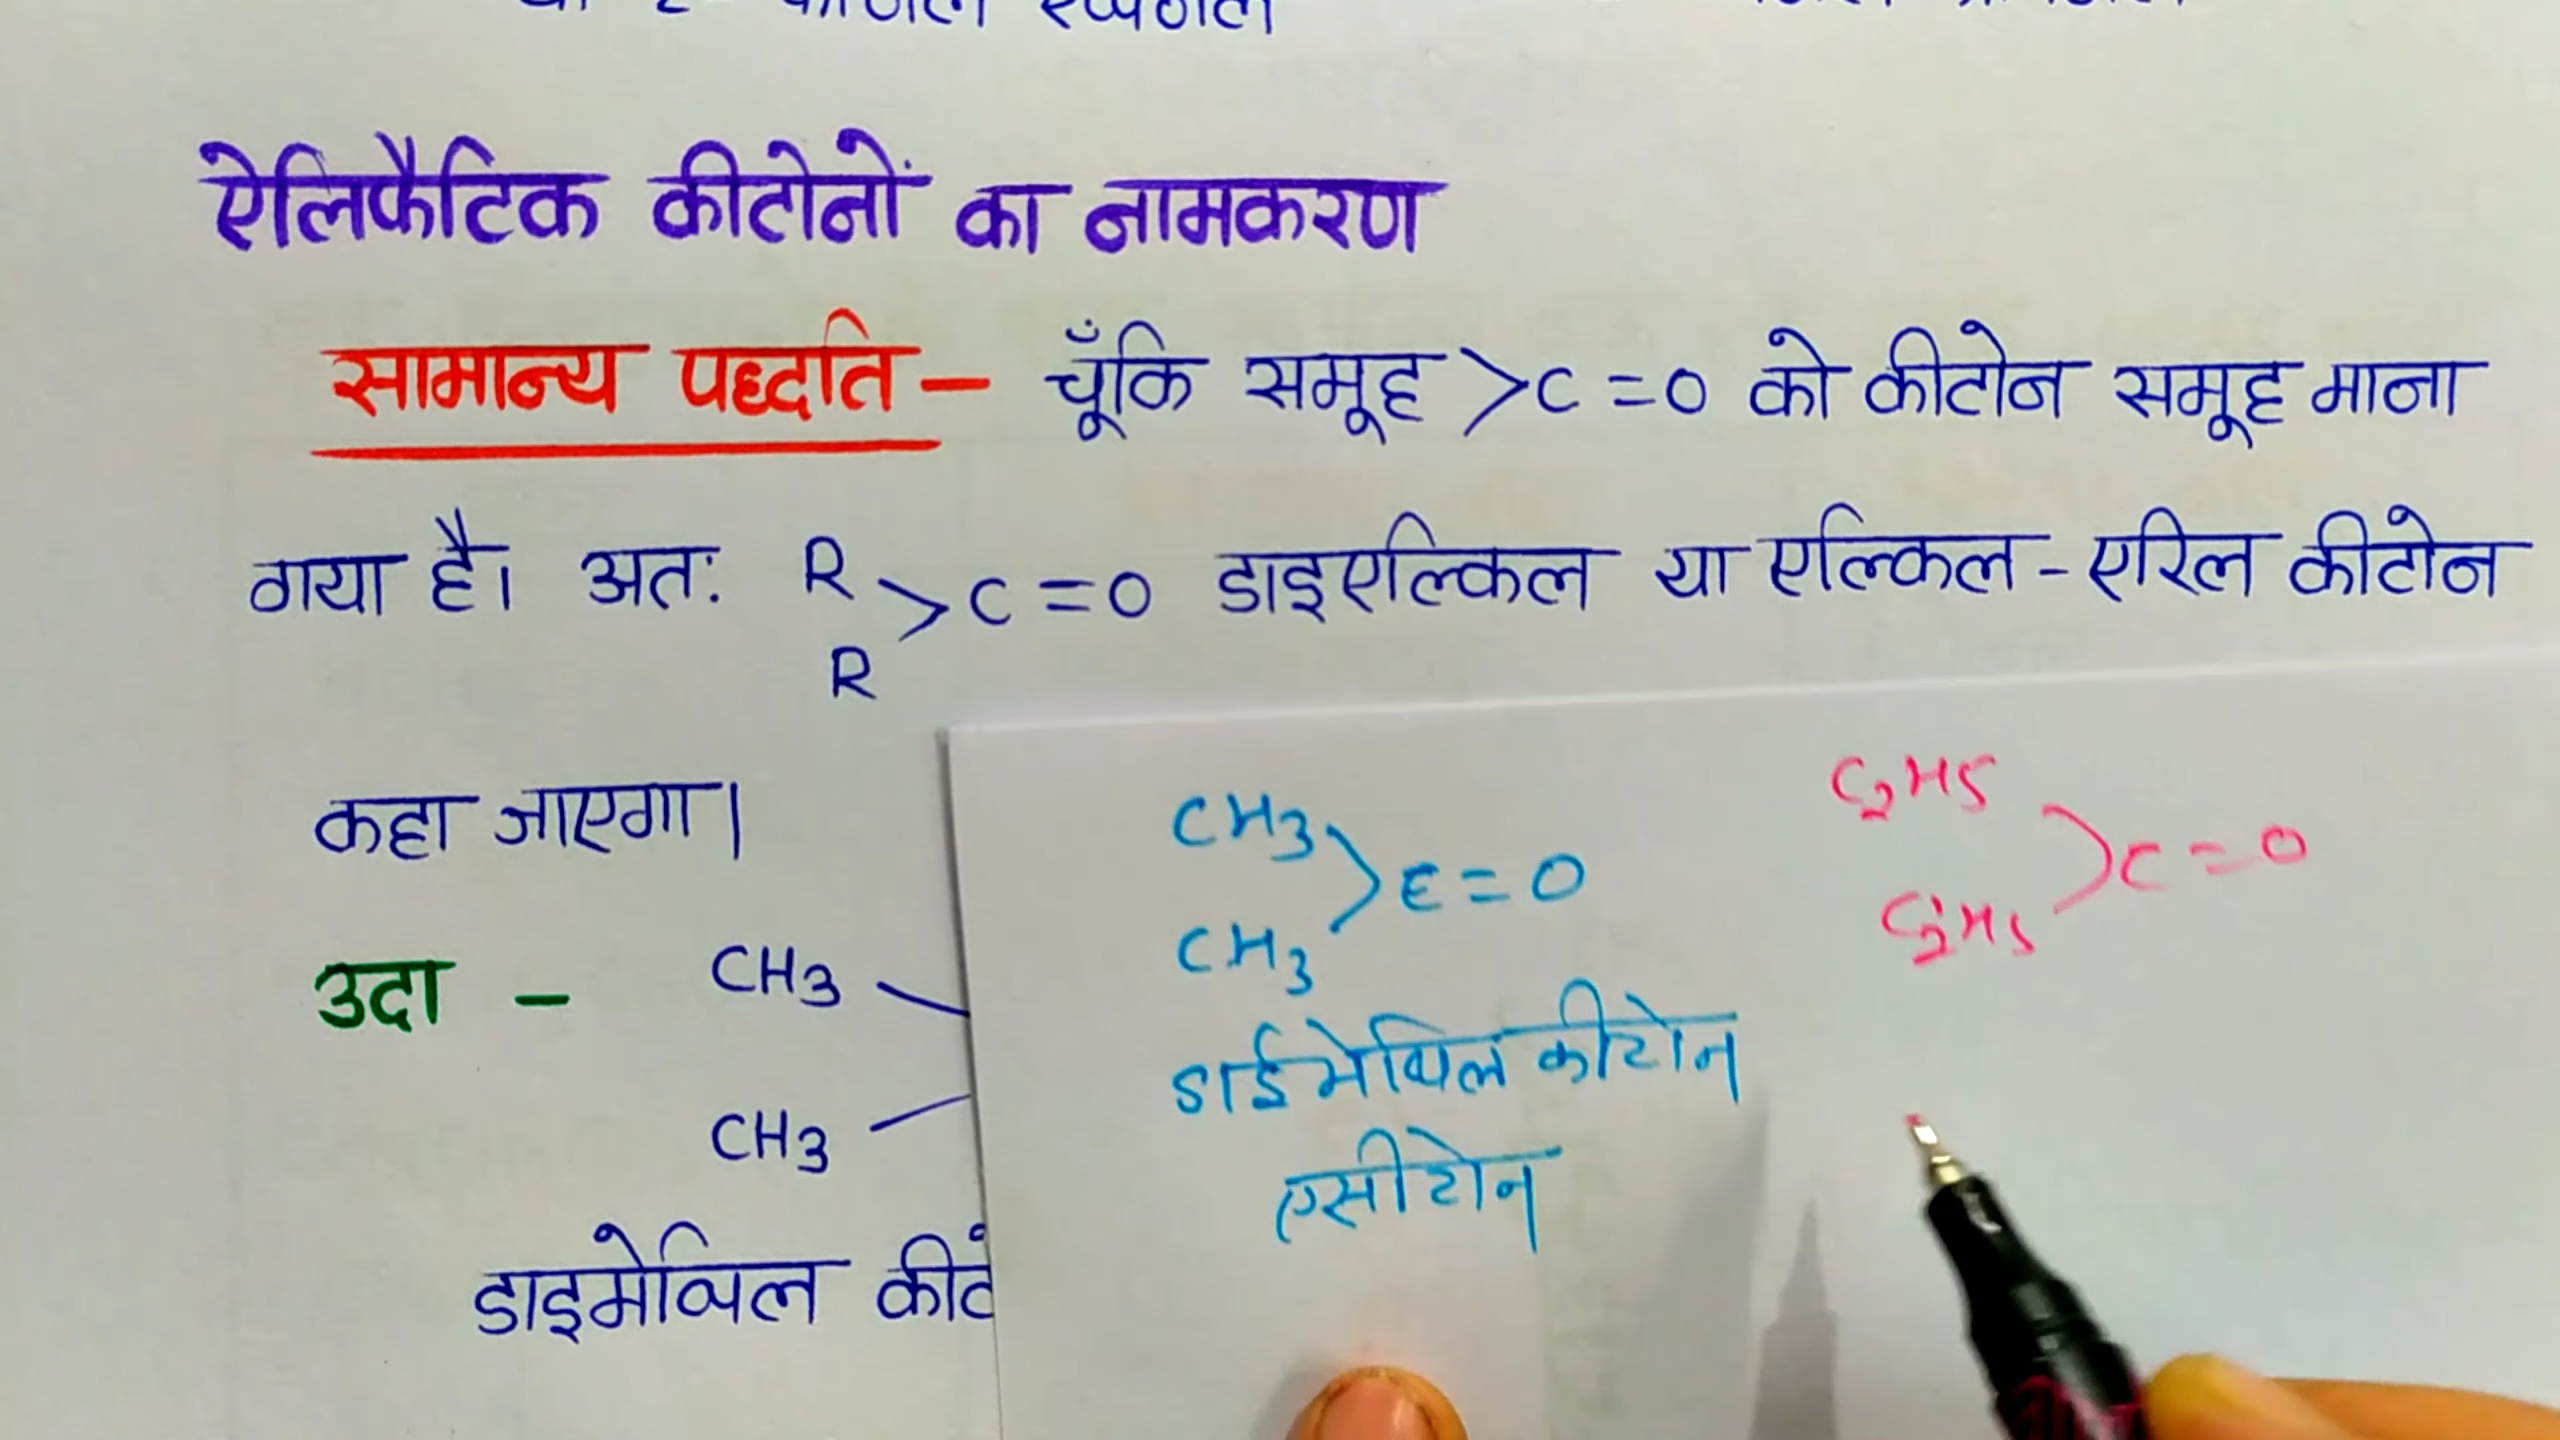 ऐलिफैटिक कीटोनों का नामकरण
सामान्य पद्धति - चूँकि समूह >C=O को कीटोन समूह माना
गया है। अतः R R >C=O डाइएल्किल या एल्किल-एरिल कीटोन
कहा जाएगा।
उदा - CH3
CH3
डाइमेथिल
CH3 CH3 >C=O
डाईमेथिल कीटोन
एसीटोन
C2H5 C2H5 >C=O